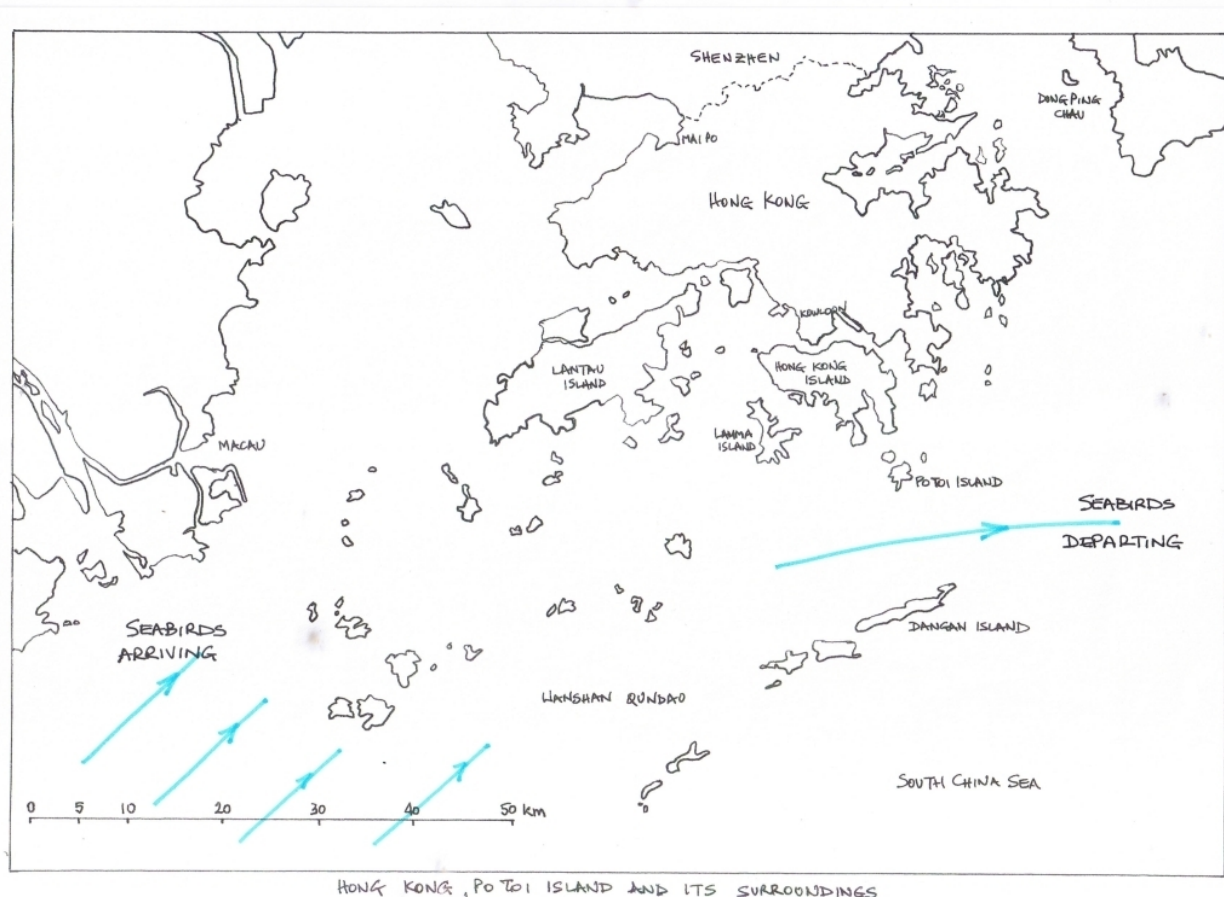 SHENZHEN
DONG PING
CHAU
MAI PO
HONG KONG
KOWLOON
LANTAU
ISLAND
HONG KONG
ISLAND
LAMMA
ISLAND
MACAU
PO TOI ISLAND
SEABIRDS
DEPARTING
SEABIRDS
ARRIVING
DANGAN ISLAND
WANSHAN QUNDAO
SOUTH CHINA SEA
0 5 10 20 30 40 50 km
HONG KONG, PO TOI ISLAND AND ITS SURROUNDINGS